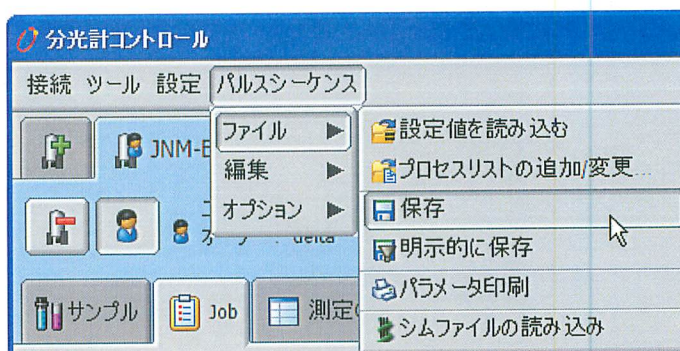 分光計コントロール
接続 ツール 設定 パルスシーケンス
ファイル
編集
オプション
設定値を読み込む
プロセスリストの追加/変更...
保存
明示的に保存
パラメータ印刷
シムファイルの読み込み
JNM-E
delta
サンプル Job 測定